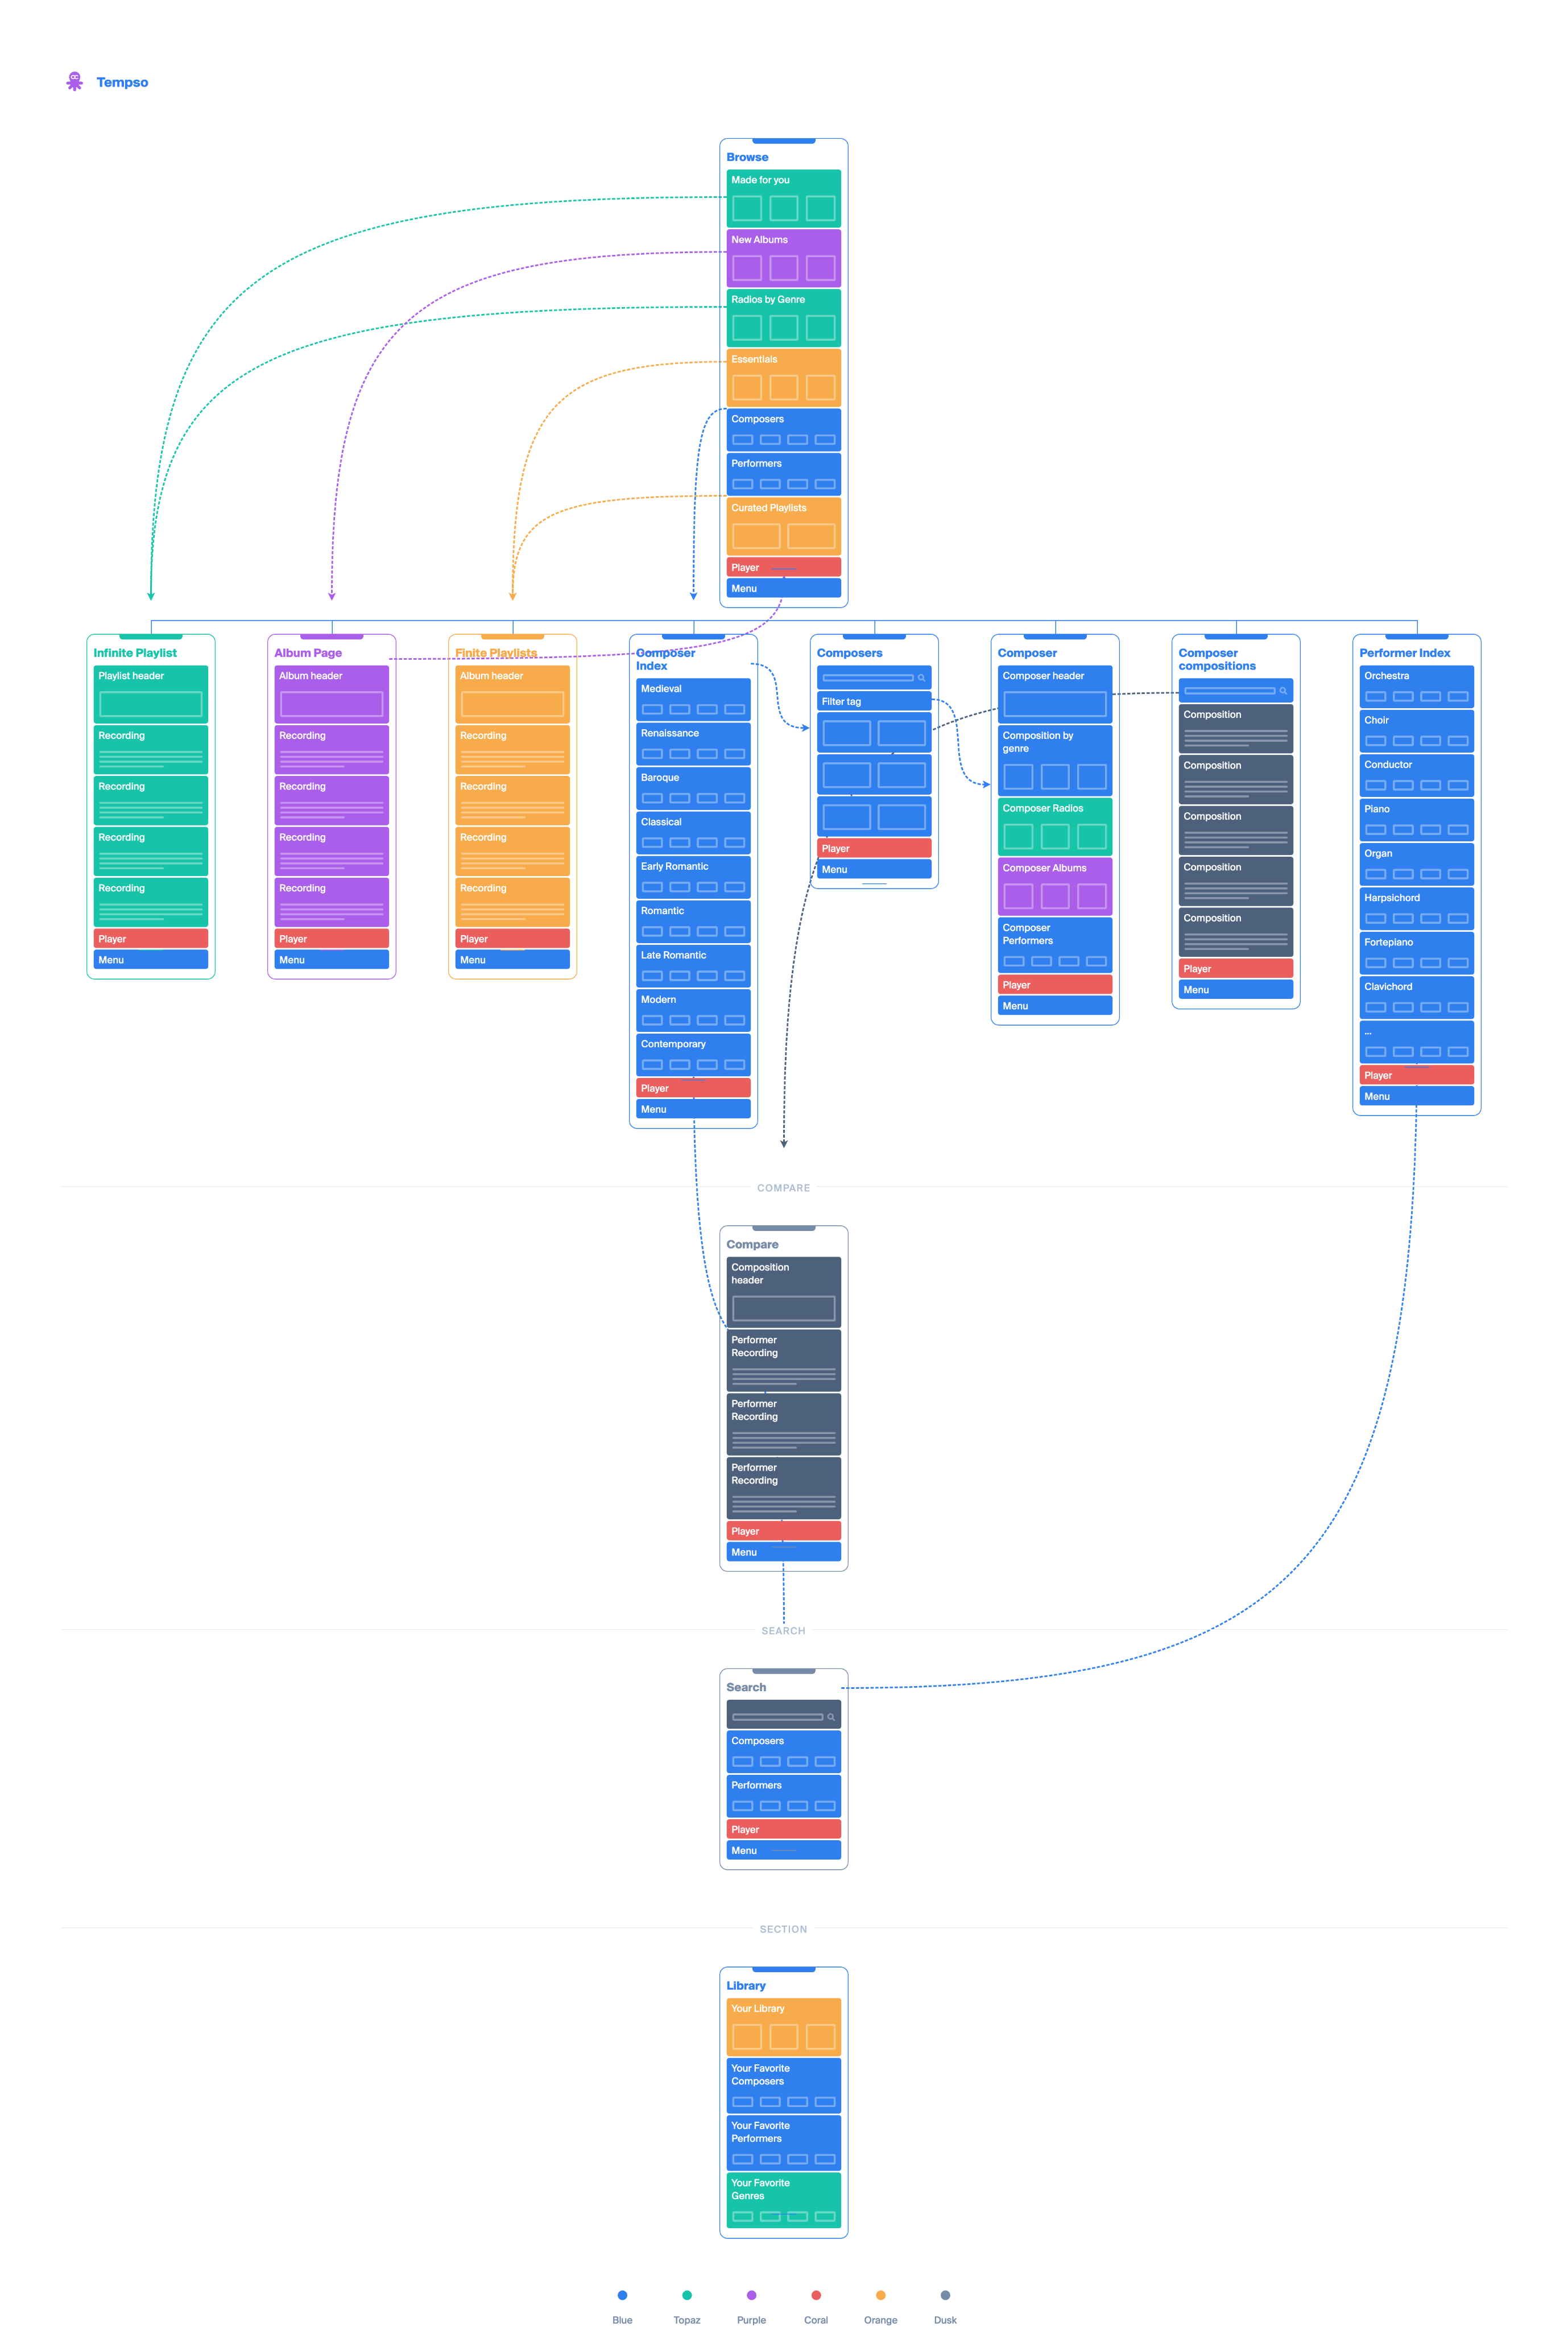 Tempso
Browse
Made for you
New Albums
Radios by Genre
Essentials
Composers
Performers
Curated Playlists
Player
Menu
Infinite Playlist
Playlist header
Recording
Recording
Recording
Recording
Player
Menu
Album Page
Album header
Recording
Recording
Recording
Recording
Player
Menu
Finite Playlists
Album header
Recording
Recording
Recording
Recording
Player
Menu
Composer
Index
Medieval
Renaissance
Baroque
Classical
Early Romantic
Romantic
Late Romantic
Modern
Contemporary
Player
Menu
Composers
Filter tag
Player
Menu
Composer
Composer header
Composition by
genre
Composer Radios
Composer Albums
Composer
Performers
Player
Menu
Composer
compositions
Composition
Composition
Composition
Composition
Composition
Player
Menu
Performer Index
Orchestra
Choir
Conductor
Piano
Organ
Harpsichord
Fortepiano
Clavichord
...
Player
Menu
COMPARE
Compare
Composition
header
Performer
Recording
Performer
Recording
Performer
Recording
Player
Menu
SEARCH
Search
Composers
Performers
Player
Menu
SECTION
Library
Your Library
Your Favorite
Composers
Your Favorite
Performers
Your Favorite
Genres
Blue
Topaz
Purple
Coral
Orange
Dusk